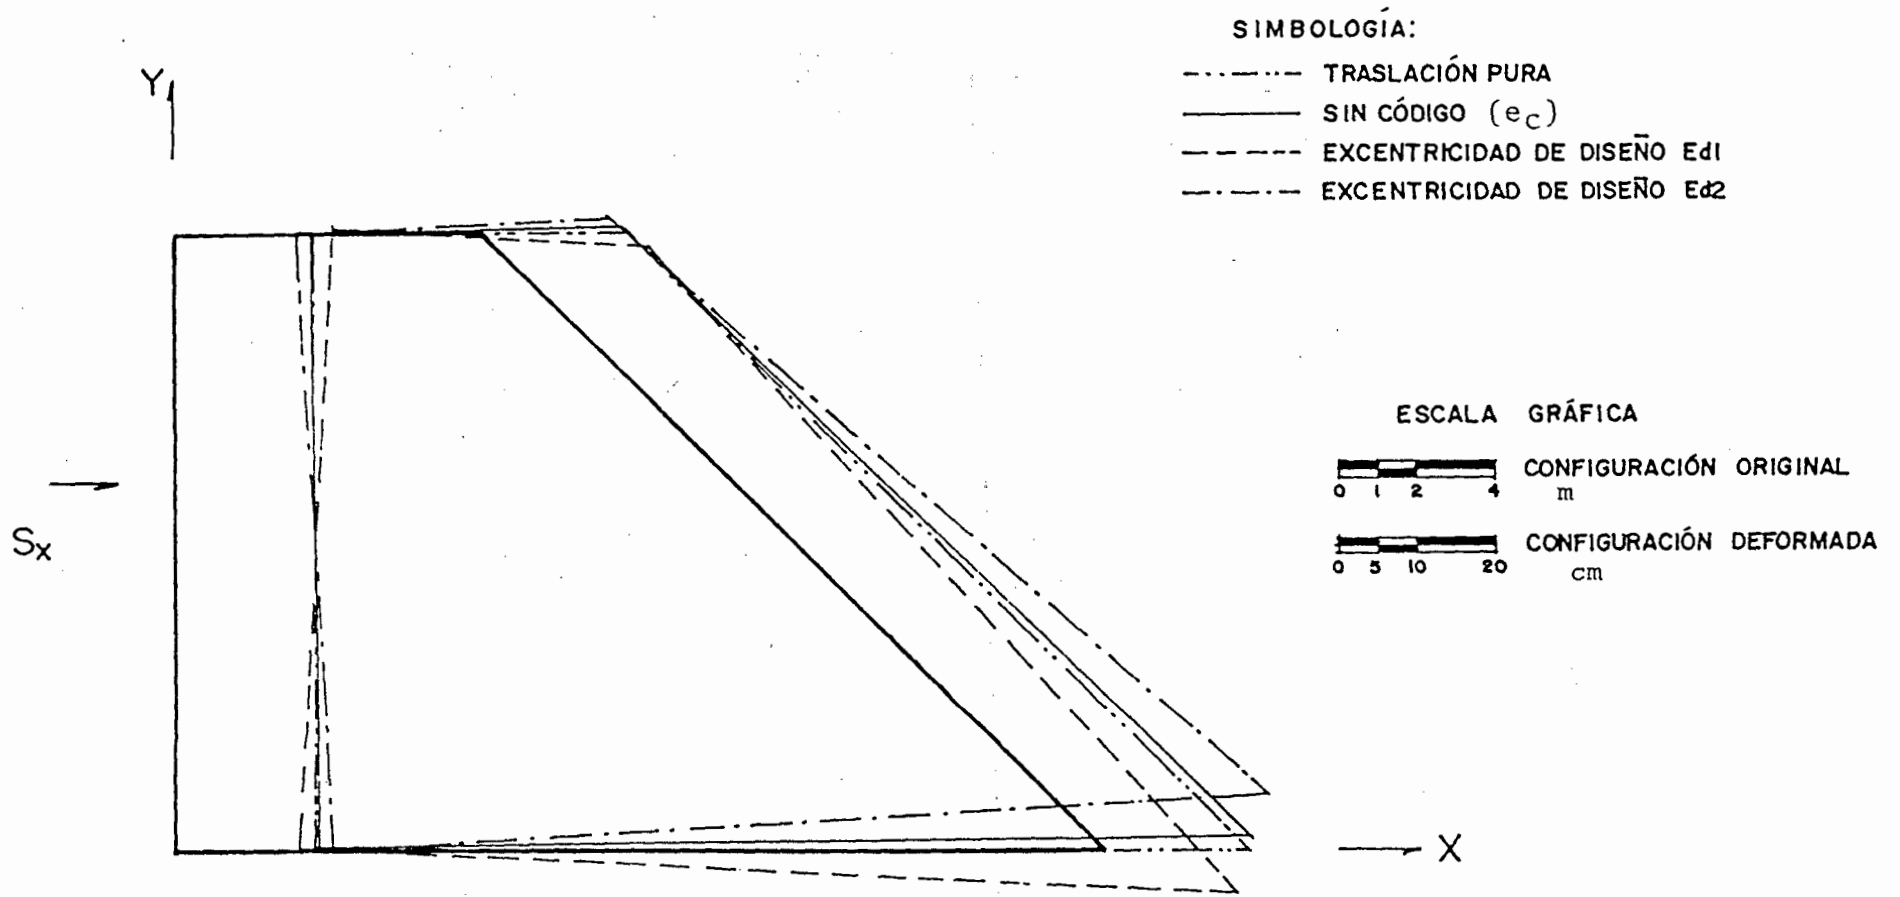 SIMBOLOGÍA:
TRASLACIÓN PURA
SIN CÓDIGO (eC)
EXCENTRICIDAD DE DISEÑO Ed1
EXCENTRICIDAD DE DISEÑO Ed2
Y
SX
ESCALA GRÁFICA
0 1 2 4
CONFIGURACIÓN ORIGINAL
m
0 5 10 20
CONFIGURACIÓN DEFORMADA
cm
X